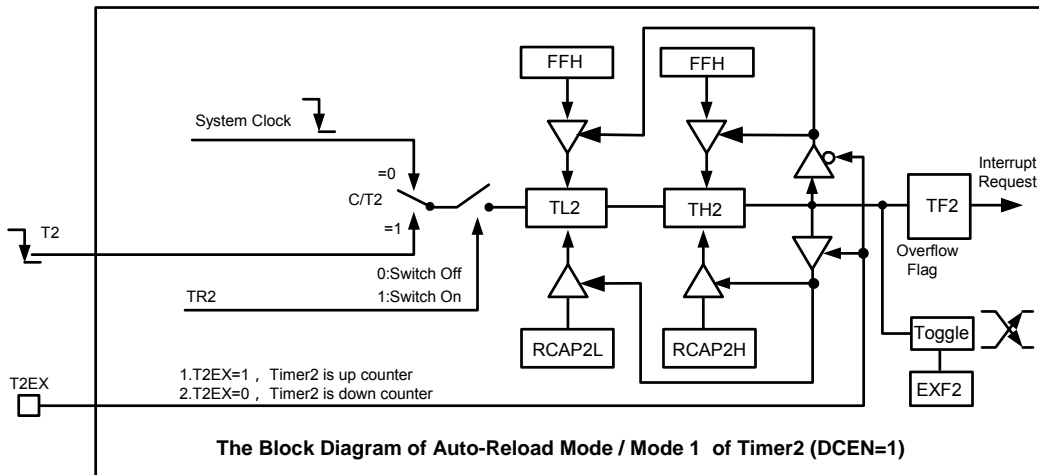 FFH
FFH
System Clock
=0
C/T2
=1
TL2
TH2
TF2
Interrupt
Request
T2
0:Switch Off
1:Switch On
TR2
Overflow
Flag
RCAP2L
RCAP2H
Toggle
EXF2
T2EX
1.T2EX=1 , Timer2 is up counter
2.T2EX=0 , Timer2 is down counter
The Block Diagram of Auto-Reload Mode / Mode 1 of Timer2 (DCEN=1)